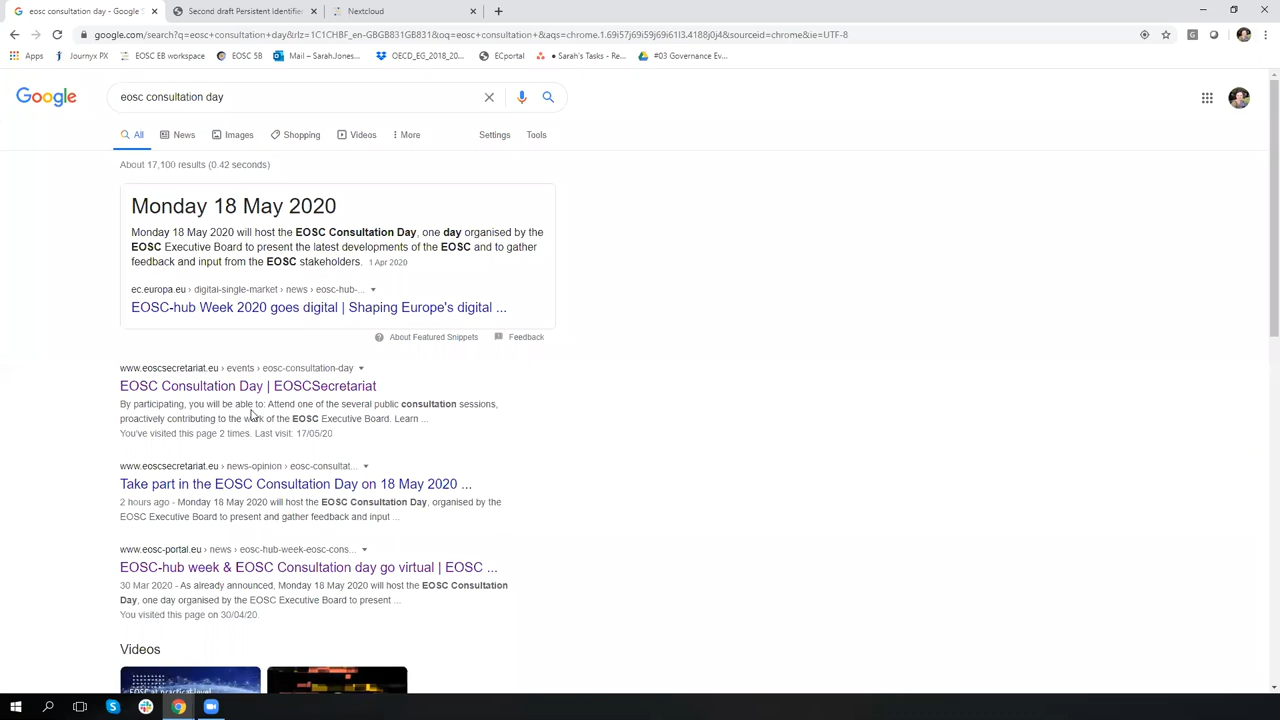 eosc consultation day - Google S
Second draft Persistent Identifier
Nextcloud
google.com/search?q=eosc+consultation+day&rlz=1C1CHBF_en-GBGB831GB831&oq=eosc+consultation+&aqs=chrome.1.69i57j69i59j69i61l3.4188j0j4&sourceid=chrome&ie=UTF-8
Apps Journyx PX EOSC EB workspace EOSC 5B Mail – Sarah.Jones... OECD_EG_2018_20... ECportal • Sarah's Tasks - Re... #03 Governance Ev...
Google eosc consultation day
All News Images Shopping Videos More Settings Tools
About 17,100 results (0.42 seconds)
Monday 18 May 2020
Monday 18 May 2020 will host the EOSC Consultation Day, one day organised by the
EOSC Executive Board to present the latest developments of the EOSC and to gather
feedback and input from the EOSC stakeholders. 1 Apr 2020
ec.europa.eu › digital-single-market › news › eosc-hub-...
EOSC-hub Week 2020 goes digital | Shaping Europe's digital ...
About Featured Snippets Feedback
www.eoscsecretariat.eu › events › eosc-consultation-day
EOSC Consultation Day | EOSCSecretariat
By participating, you will be able to: Attend one of the several public consultation sessions,
proactively contributing to the work of the EOSC Executive Board. Learn ...
You've visited this page 2 times. Last visit: 17/05/20
www.eoscsecretariat.eu › news-opinion › eosc-consultat...
Take part in the EOSC Consultation Day on 18 May 2020 ...
2 hours ago - Monday 18 May 2020 will host the EOSC Consultation Day, organised by the
EOSC Executive Board to present and gather feedback and input ...
www.eosc-portal.eu › news › eosc-hub-week-eosc-cons...
EOSC-hub week & EOSC Consultation day go virtual | EOSC ...
30 Mar 2020 - As already announced, Monday 18 May 2020 will host the EOSC Consultation
Day, one day organised by the EOSC Executive Board to present ...
You visited this page on 30/04/20.
Videos
EOSC at practical level